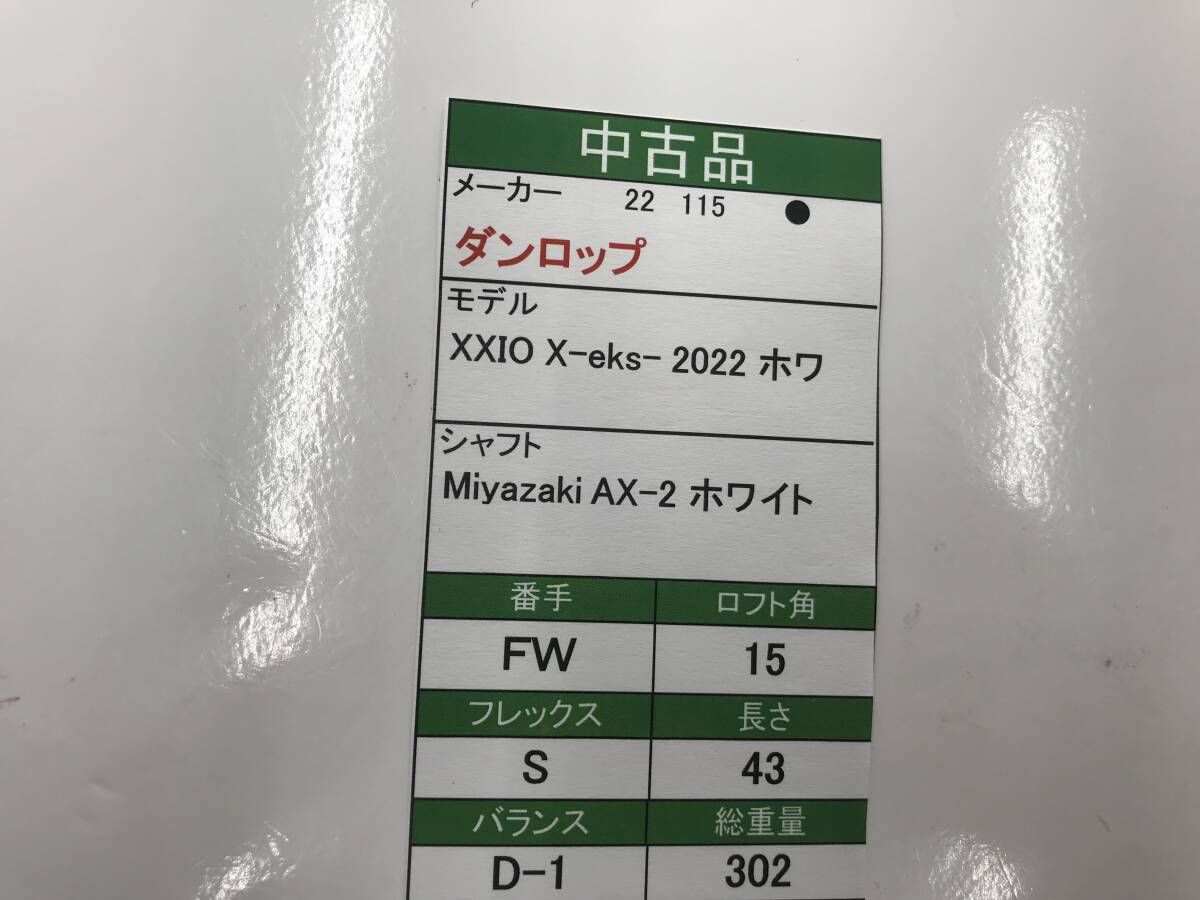 中古品
メーカー 22 115 ●
ダンロップ
モデル
XXIO X-eks- 2022 ホワ
シャフト
Miyazaki AX-2 ホワイト
番手 ロフト角
FW 15
フレックス 長さ
S 43
バランス 総重量
D-1 302